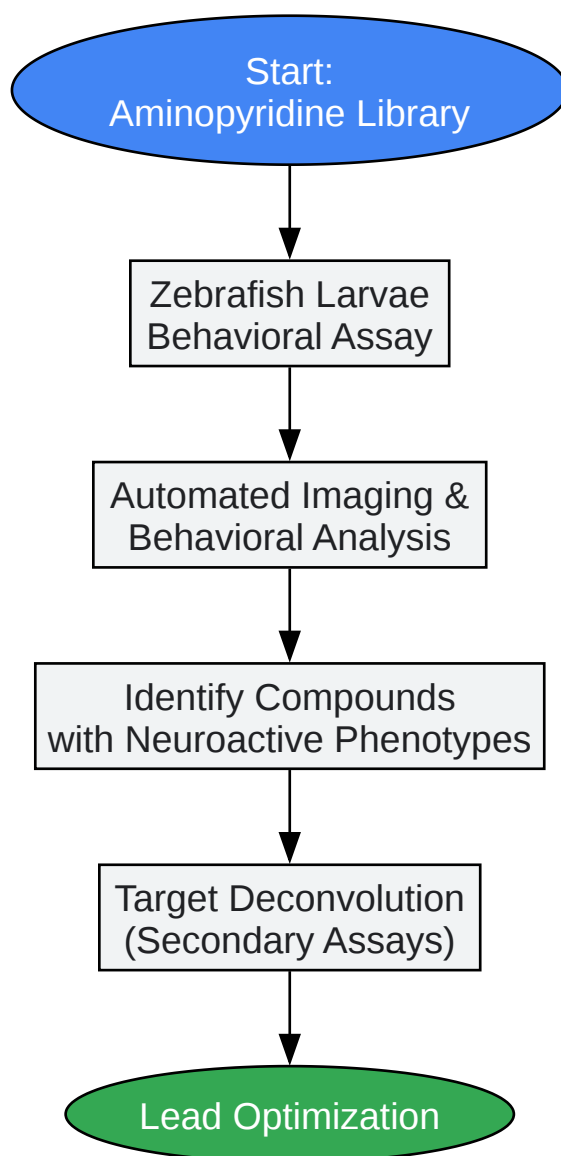 Start:
Aminopyridine Library
Zebrafish Larvae
Behavioral Assay
Automated Imaging &
Behavioral Analysis
Identify Compounds
with Neuroactive Phenotypes
Target Deconvolution
(Secondary Assays)
Lead Optimization